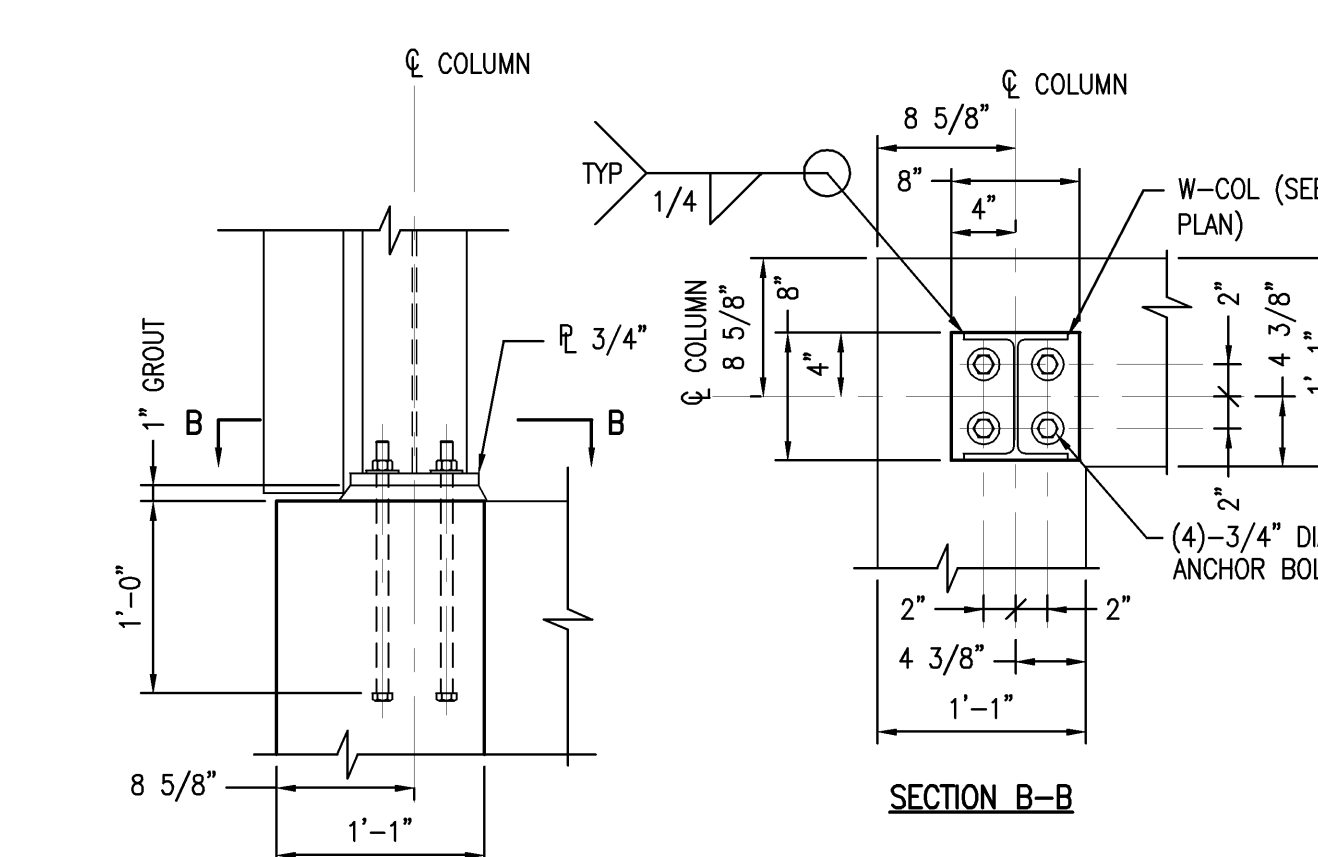 ℄ COLUMN
℄ COLUMN
8 5/8"
TYP
1/4
8"
4"
W-COL (SEE
PLAN)
℄ COLUMN
8 5/8"
8"
4"
2"
4 3/8"
1'-1"
2"
1" GROUT
℄ 3/4"
B
B
1'-0"
(4)-3/4" DIA
ANCHOR BOL
2"
2"
4 3/8"
1'-1"
8 5/8"
1'-1"
SECTION B-B